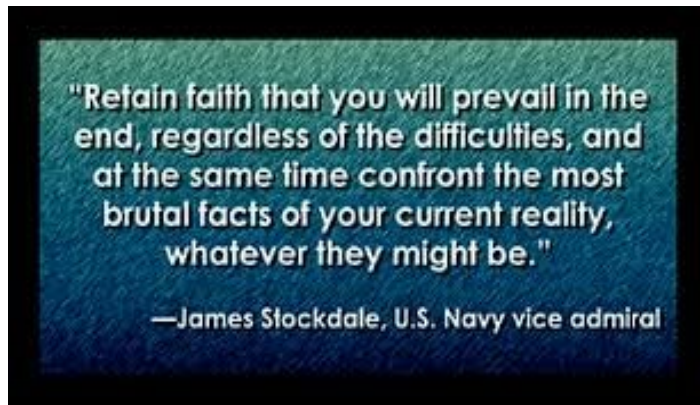 "Retain faith that you will prevail in the
end, regardless of the difficulties, and
at the same time confront the most
brutal facts of your current reality,
whatever they might be."
—James Stockdale, U.S. Navy vice admiral